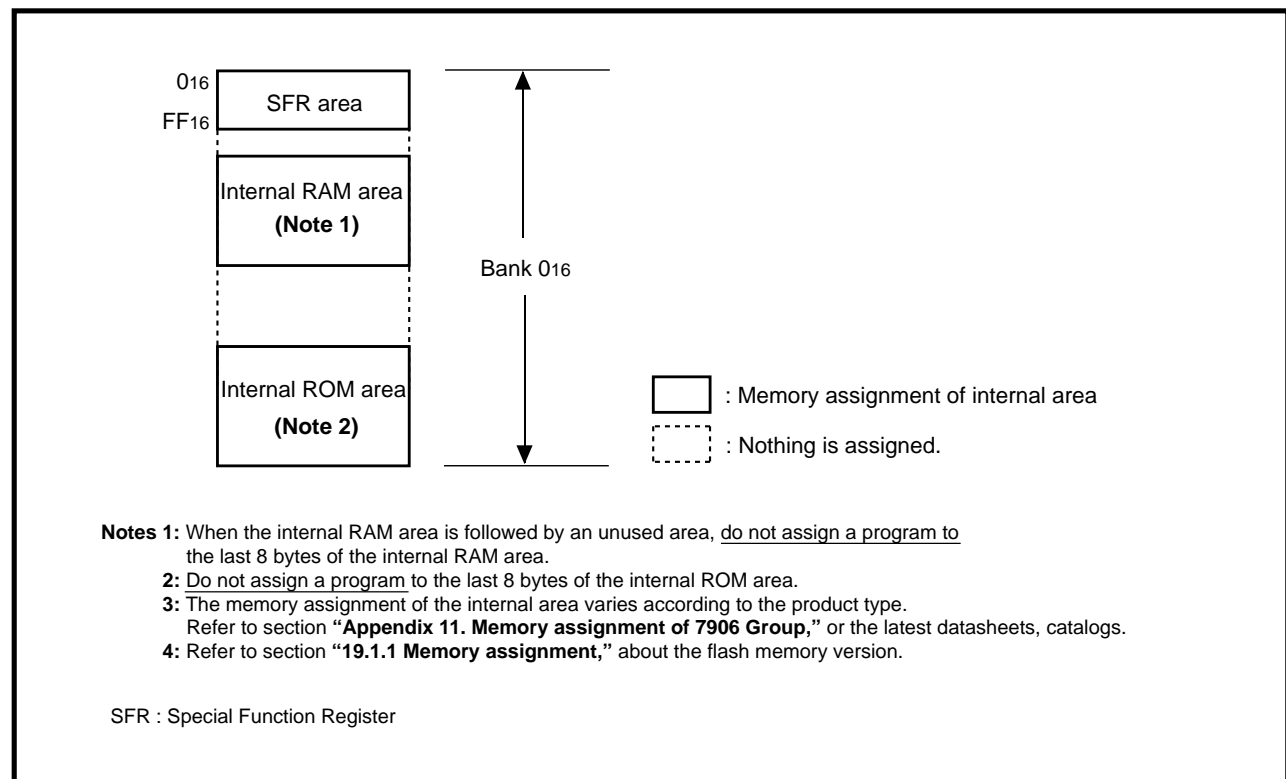 016
SFR area
FF16
Internal RAM area
(Note 1)
Bank 016
Internal ROM area
(Note 2)
: Memory assignment of internal area
: Nothing is assigned.
Notes 1: When the internal RAM area is followed by an unused area, do not assign a program to
the last 8 bytes of the internal RAM area.
2: Do not assign a program to the last 8 bytes of the internal ROM area.
3: The memory assignment of the internal area varies according to the product type.
Refer to section “Appendix 11. Memory assignment of 7906 Group,” or the latest datasheets, catalogs.
4: Refer to section “19.1.1 Memory assignment,” about the flash memory version.
SFR : Special Function Register